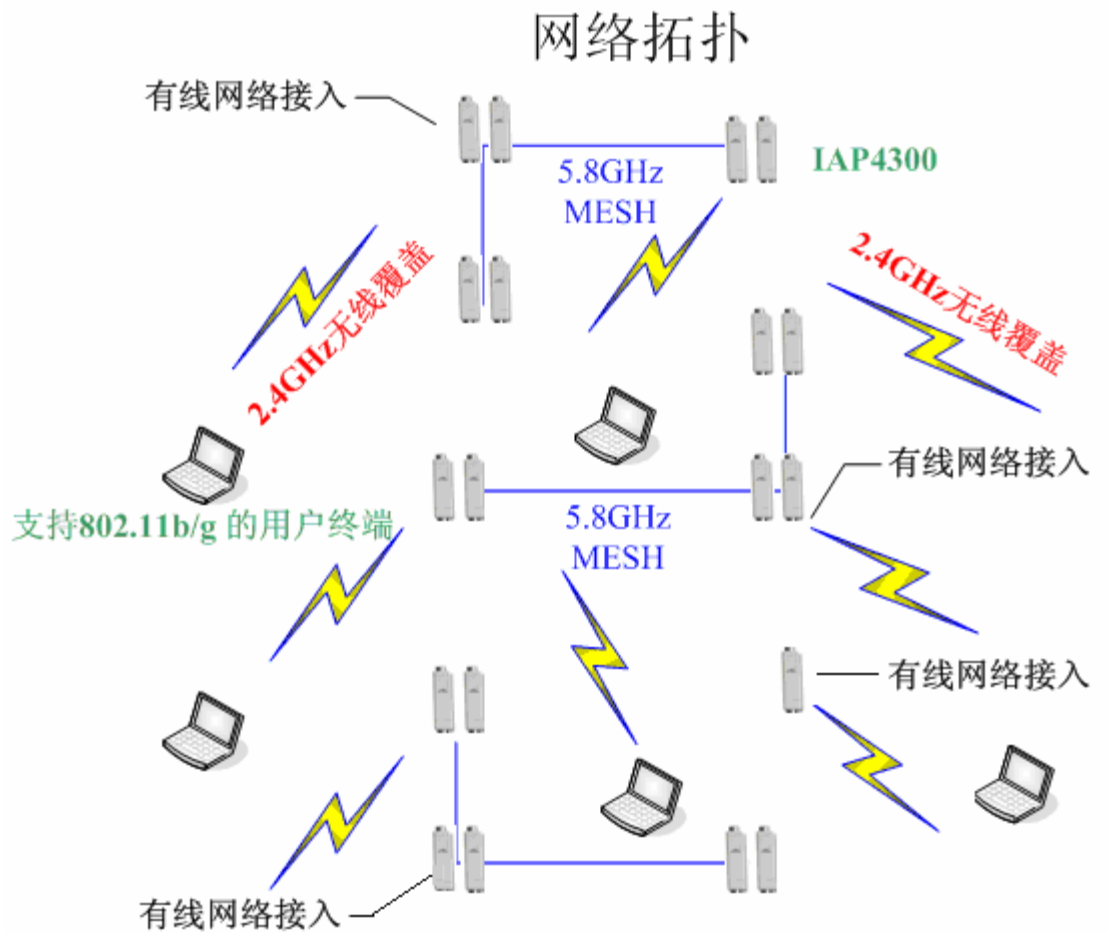 网络拓扑
有线网络接入
IAP4300
5.8GHz
MESH
2.4GHz无线覆盖
2.4GHz无线覆盖
有线网络接入
支持802.11b/g 的用户终端
5.8GHz
MESH
有线网络接入
有线网络接入